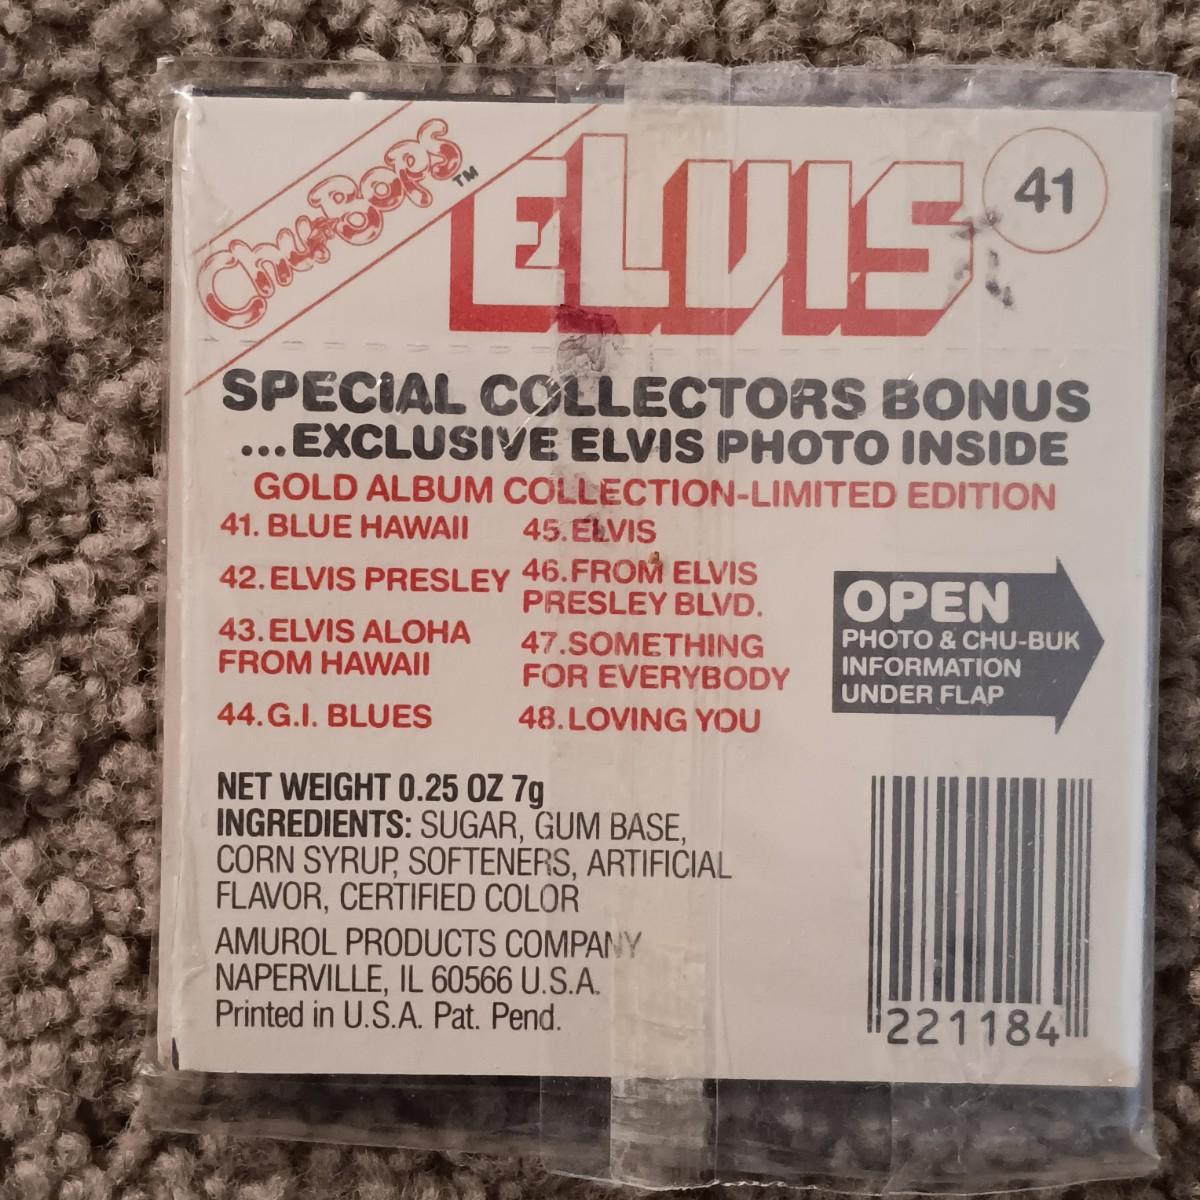 Chu-Bops™
ELVIS
41
SPECIAL COLLECTORS BONUS
...EXCLUSIVE ELVIS PHOTO INSIDE
GOLD ALBUM COLLECTION-LIMITED EDITION
41. BLUE HAWAII
42. ELVIS PRESLEY
43. ELVIS ALOHA
FROM HAWAII
44. G.I. BLUES
45. ELVIS
46. FROM ELVIS
PRESLEY BLVD.
47. SOMETHING
FOR EVERYBODY
48. LOVING YOU
OPEN
PHOTO & CHU-BUK
INFORMATION
UNDER FLAP
NET WEIGHT 0.25 OZ 7g
INGREDIENTS: SUGAR, GUM BASE,
CORN SYRUP, SOFTENERS, ARTIFICIAL
FLAVOR, CERTIFIED COLOR
AMUROL PRODUCTS COMPANY
NAPERVILLE, IL 60566 U.S.A.
Printed in U.S.A. Pat. Pend.
221184